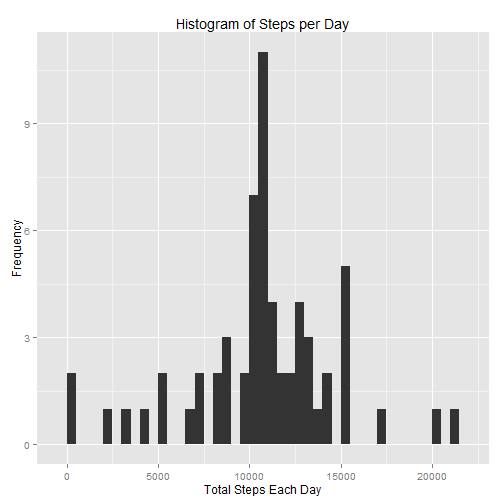 Histogram of Steps per Day
Frequency
9
6
3
0
0 5000 10000 15000 20000
Total Steps Each Day